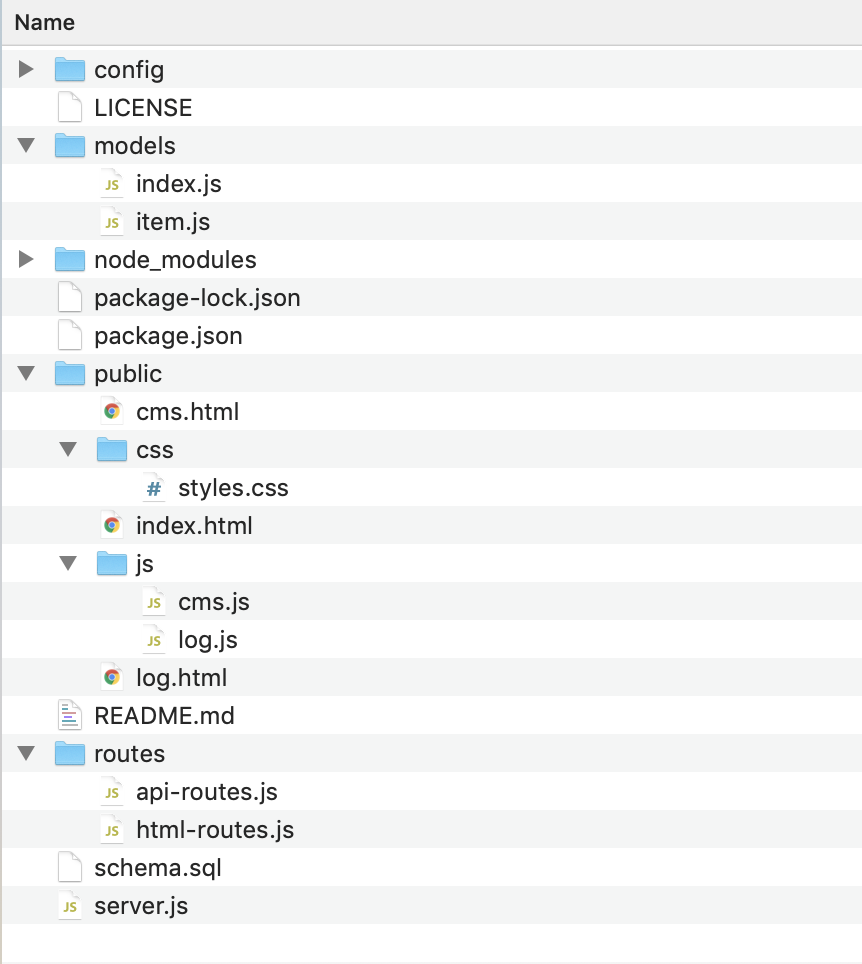 Name
config
LICENSE
models
JS index.js
JS item.js
node_modules
package-lock.json
package.json
public
cms.html
css
# styles.css
index.html
js
JS cms.js
JS log.js
log.html
README.md
routes
JS api-routes.js
JS html-routes.js
schema.sql
JS server.js